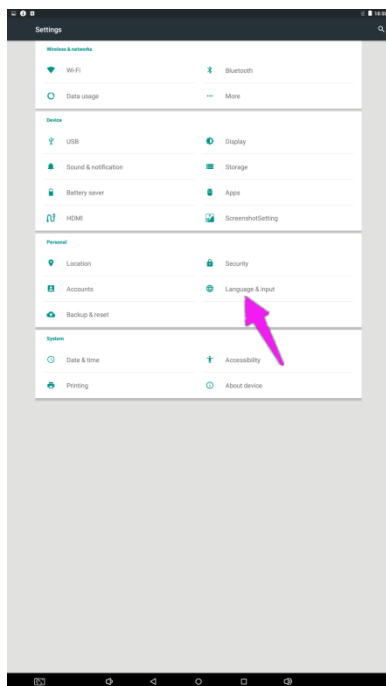 Settings
Wireless & networks
Wi-Fi
Bluetooth
Data usage
More
Device
USB
Display
Sound & notification
Storage
Battery saver
Apps
HDMI
ScreenshotSetting
Personal
Location
Security
Accounts
Language & input
Backup & reset
System
Date & time
Accessibility
Printing
About device